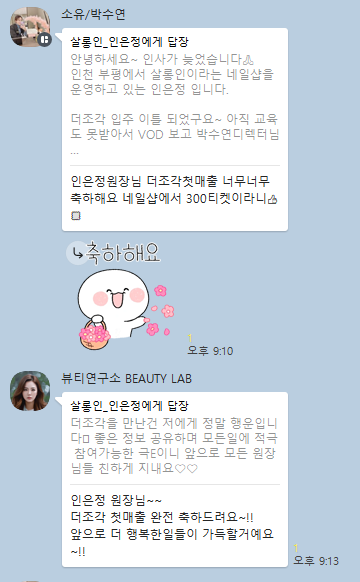 소유/박수연
살롱인_인은정에게 답장
안녕하세요~ 인사가 늦었습니다🙏
인천 부평에서 살롱인이라는 네일샵을
운영하고 있는 인은정 입니다.
더조각 입주 이틀 되었구요~ 아직 교육
도 못받아서 VOD 보고 박수연디렉터님
...
인은정원장님 더조각첫매출 너무너무
축하해요 네일샵에서 300티켓이라니👍
축하해요
1
오후 9:10
뷰티연구소 BEAUTY LAB
살롱인_인은정에게 답장
더조각을 만난건 저에게 정말 행운입니
다 좋은 정보 공유하며 모든일에 적극
참여가능한 극E이니 앞으로 모든 원장
님들 친하게 지내요♡♡
인은정 원장님~~
더조각 첫매출 완전 축하드려요~!!
앞으로 더 행복한일들이 가득할거예요
~!!
1
오후 9:13